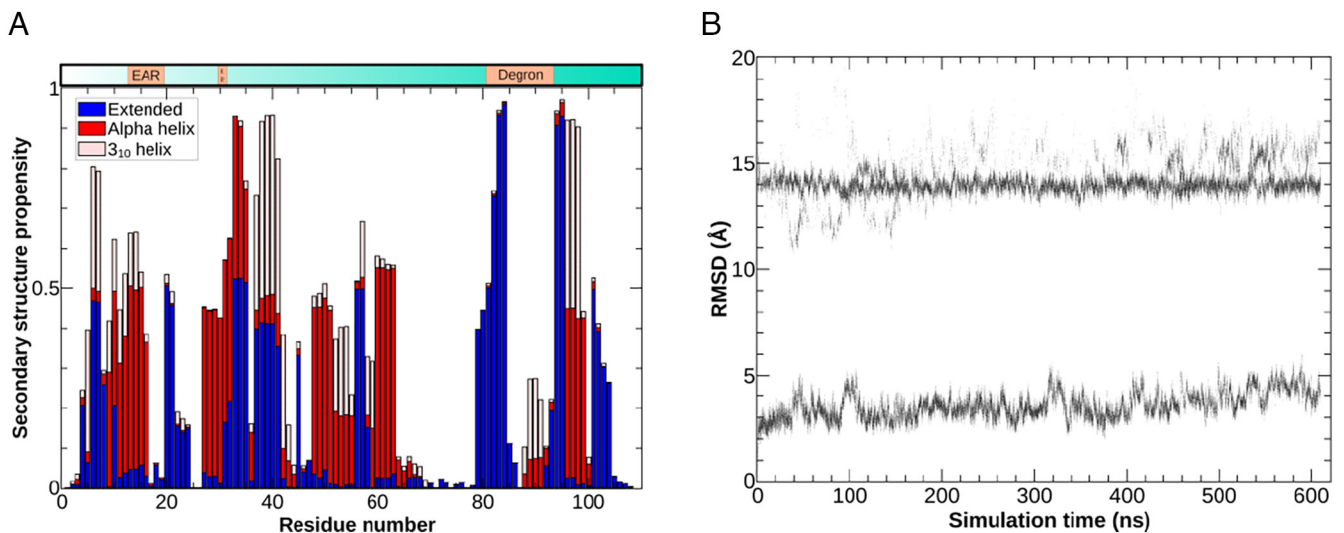 A
EAR
Degron
Extended
Alpha helix
3₁₀ helix
Secondary structure propensity
1
0.5
0
0 20 40 60 80 100
Residue number
B
RMSD (Å)
20
15
10
5
0
0 100 200 300 400 500 600
Simulation time (ns)